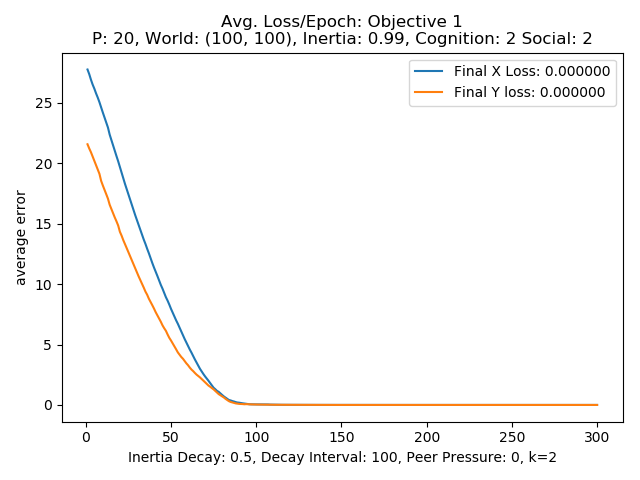 Avg. Loss/Epoch: Objective 1
P: 20, World: (100, 100), Inertia: 0.99, Cognition: 2 Social: 2
Final X Loss: 0.000000
Final Y loss: 0.000000
average error
25
20
15
10
5
0
0 50 100 150 200 250 300
Inertia Decay: 0.5, Decay Interval: 100, Peer Pressure: 0, k=2